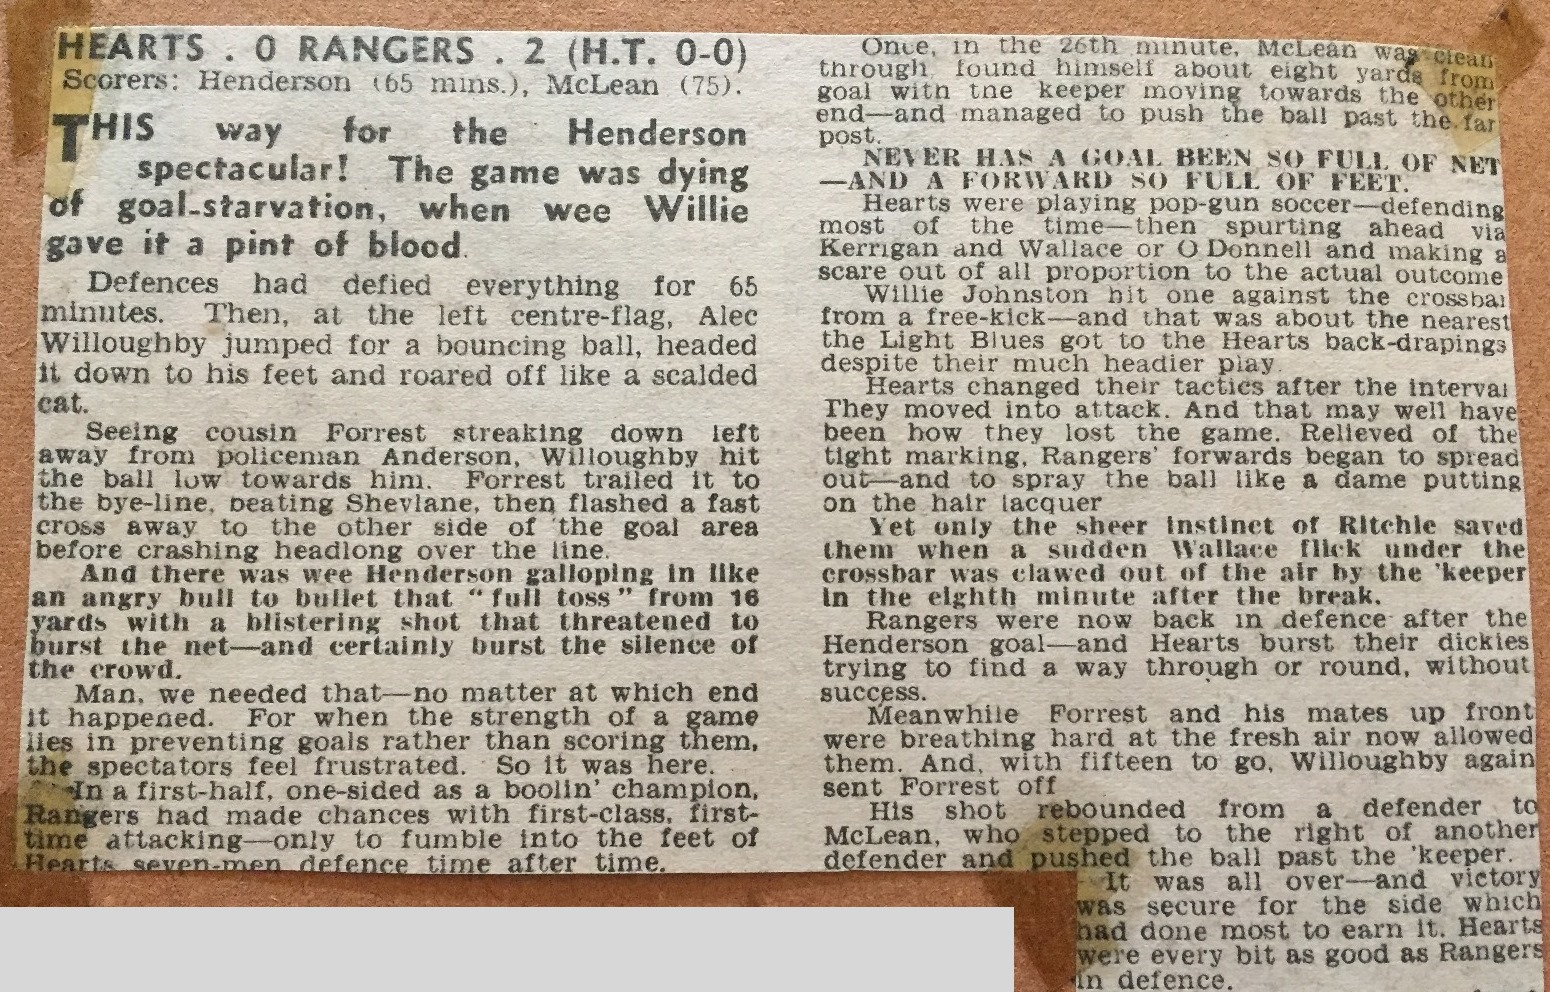 HEARTS . 0 RANGERS . 2 (H.T. 0-0)
Scorers: Henderson (65 mins.), McLean (75).
THIS way for the Henderson
spectacular! The game was dying
of goal-starvation, when wee Willie
gave it a pint of blood.
Defences had defied everything for 65
minutes. Then, at the left centre-flag, Alec
Willoughby jumped for a bouncing ball, headed
it down to his feet and roared off like a scalded
cat.
Seeing cousin Forrest streaking down left
away from policeman Anderson, Willoughby hit
the ball low towards him. Forrest trailed it to
the bye-line, beating Shevlane, then flashed a fast
cross away to the other side of the goal area
before crashing headlong over the line.
And there was wee Henderson galloping in like
an angry bull to bullet that "full toss" from 16
yards with a blistering shot that threatened to
burst the net—and certainly burst the silence of
the crowd.
Man, we needed that—no matter at which end
it happened. For when the strength of a game
lies in preventing goals rather than scoring them,
the spectators feel frustrated. So it was here.
In a first-half, one-sided as a boolin' champion,
Rangers had made chances with first-class, first-
time attacking—only to fumble into the feet of
Hearts seven-men defence time after time.
Once, in the 26th minute, McLean was clean
through, found himself about eight yards from
goal with the keeper moving towards the other
end—and managed to push the ball past the far
post.
NEVER HAS A GOAL BEEN SO FULL OF NET
—AND A FORWARD SO FULL OF FEET.
Hearts were playing pop-gun soccer—defending
most of the time—then spurting ahead via
Kerrigan and Wallace or O Donnell and making a
scare out of all proportion to the actual outcome
Willie Johnston hit one against the crossbar
from a free-kick—and that was about the nearest
the Light Blues got to the Hearts back-drapings
despite their much headier play.
Hearts changed their tactics after the interval
They moved into attack. And that may well have
been how they lost the game. Relieved of the
tight marking, Rangers' forwards began to spread
out—and to spray the ball like a dame putting
on the hair lacquer
Yet only the sheer instinct of Ritchie saved
them when a sudden Wallace flick under the
crossbar was clawed out of the air by the 'keeper
in the eighth minute after the break.
Rangers were now back in defence after the
Henderson goal—and Hearts burst their dickies
trying to find a way through or round, without
success.
Meanwhile Forrest and his mates up front
were breathing hard at the fresh air now allowed
them. And, with fifteen to go, Willoughby again
sent Forrest off
His shot rebounded from a defender to
McLean, who stepped to the right of another
defender and pushed the ball past the 'keeper.
It was all over—and victory
was secure for the side which
had done most to earn it. Hearts
were every bit as good as Rangers
in defence.